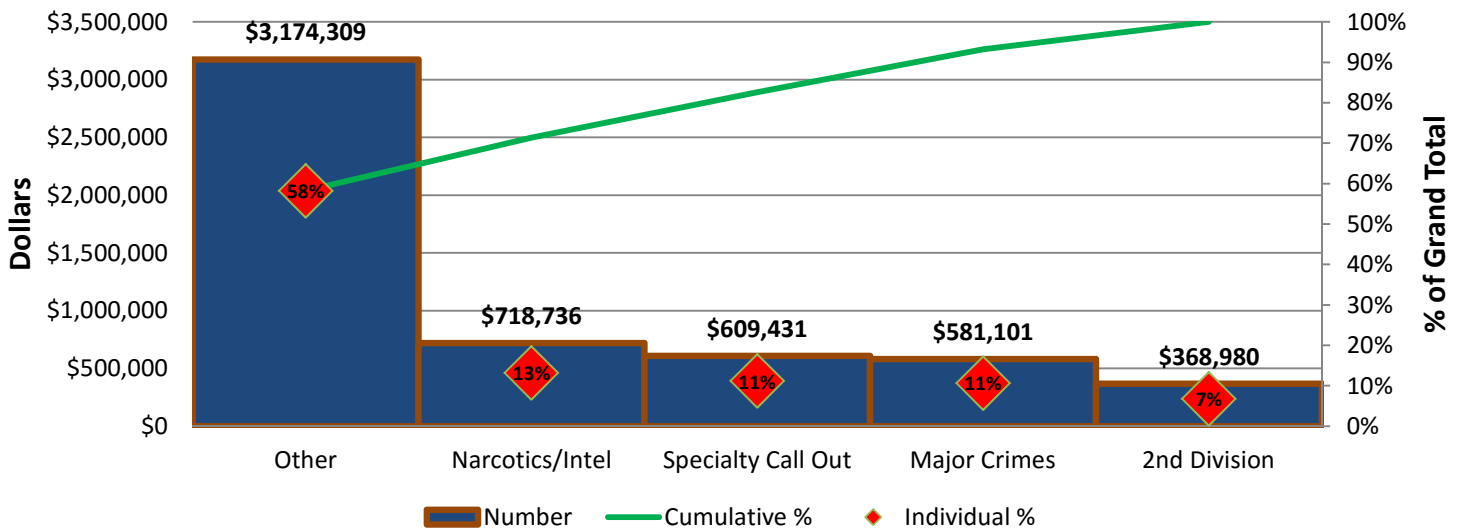 $3,500,000
$3,000,000
$2,500,000
$2,000,000
$1,500,000
$1,000,000
$500,000
$0
Dollars
$3,174,309
$718,736
$609,431
$581,101
$368,980
58%
13%
11%
11%
7%
100%
90%
80%
70%
60%
50%
40%
30%
20%
10%
0%
% of Grand Total
Other
Narcotics/Intel
Specialty Call Out
Major Crimes
2nd Division
Number
Cumulative %
Individual %